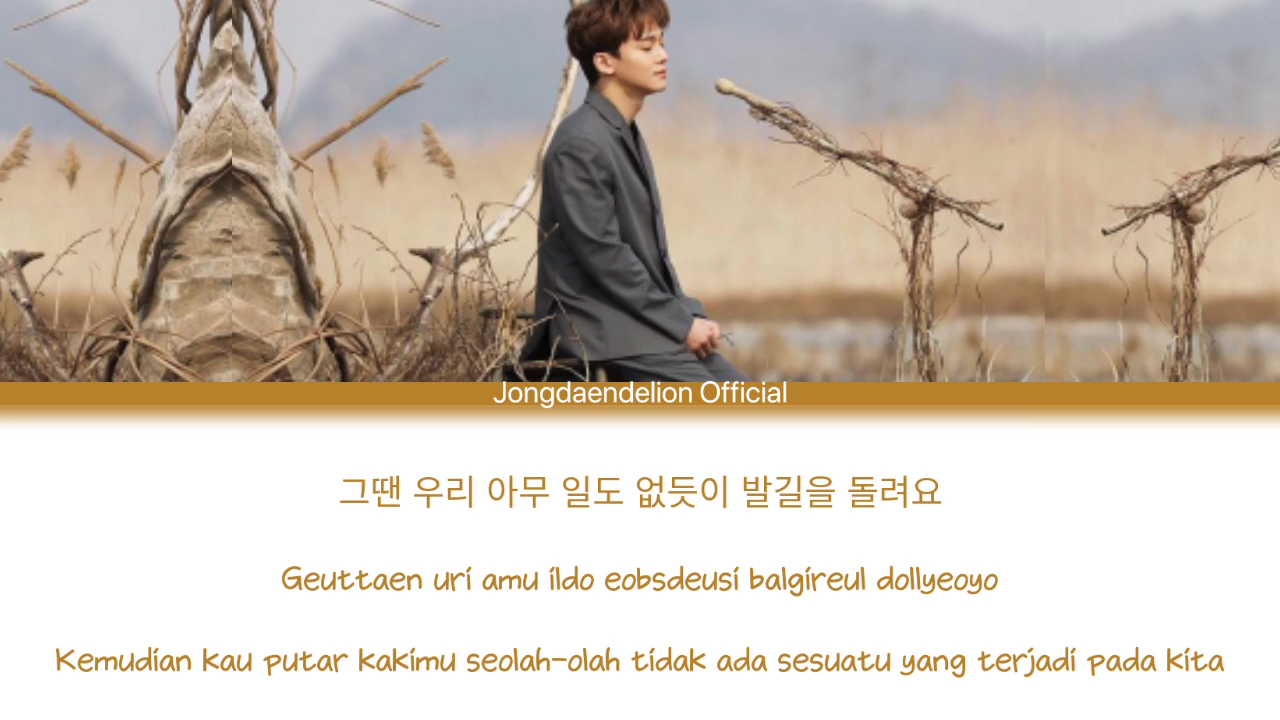 Jongdaendelion Official
그땐 우리 아무 일도 없듯이 발길을 돌려요
Geuttaen uri amu ildo eobsdeusi balgireul dollyeoyo
Kemudian kau putar kakimu seolah-olah tidak ada sesuatu yang terjadi pada kita